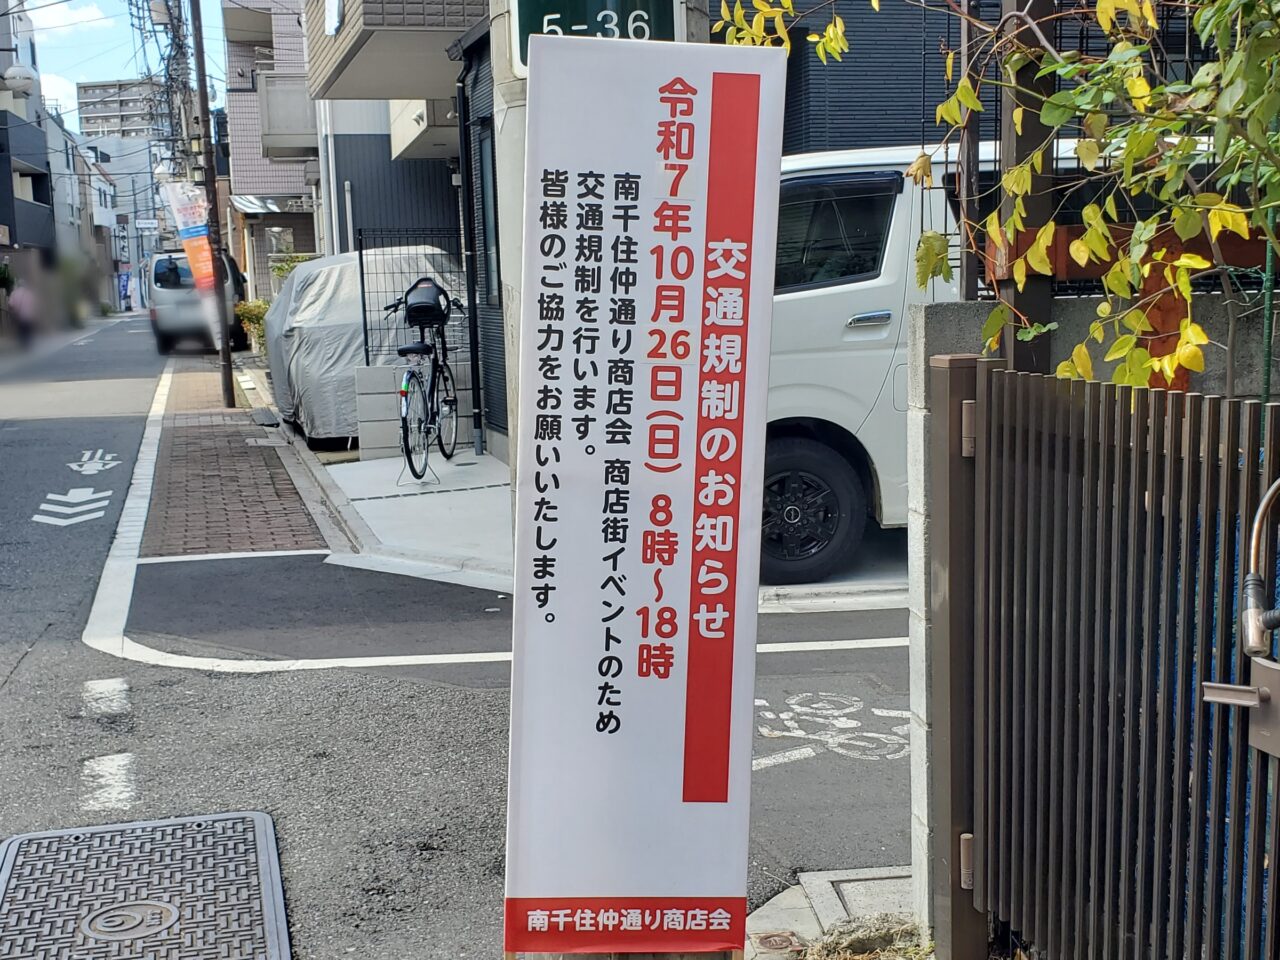 5-36
交通規制のお知らせ
令和7年10月26日(日) 8時〜18時
南千住仲通り商店会 商店街イベントのため
交通規制を行います。
皆様のご協力をお願いいたします。
南千住仲通り商店会